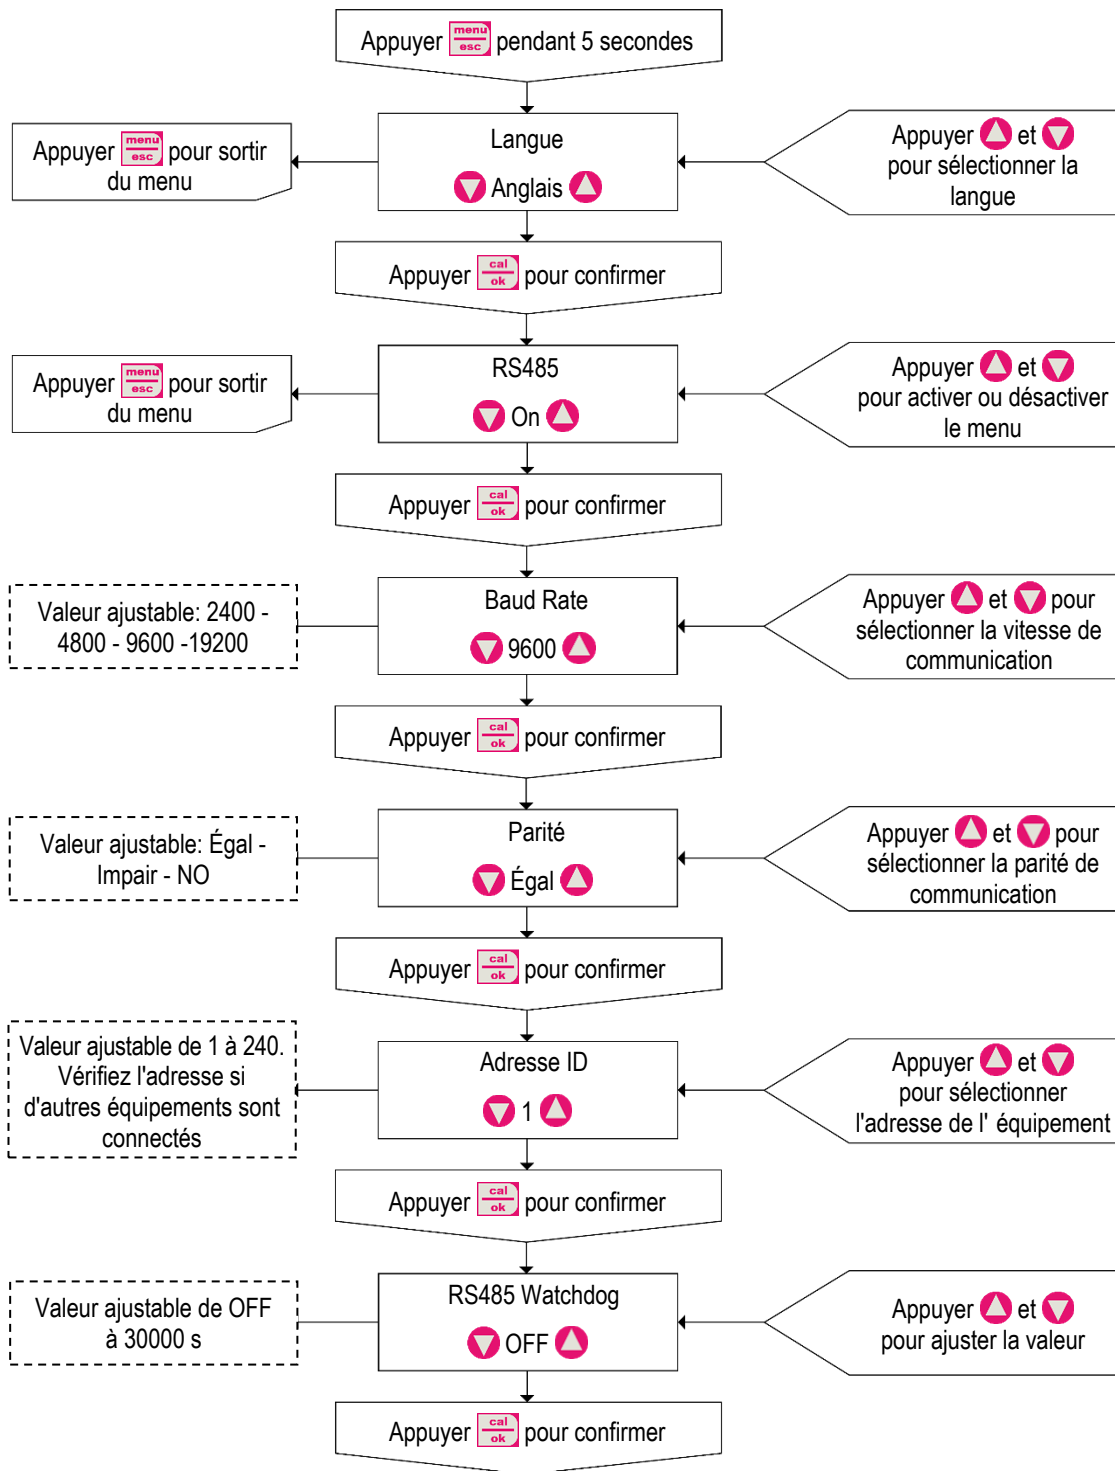 Appuyer menu esc pendant 5 secondes
Langue
Anglais
Appuyer menu esc pour sortir
du menu
Appuyer et
pour sélectionner la
langue
Appuyer cal ok pour confirmer
RS485
On
Appuyer menu esc pour sortir
du menu
Appuyer et
pour activer ou désactiver
le menu
Appuyer cal ok pour confirmer
Baud Rate
9600
Valeur ajustable: 2400 -
4800 - 9600 -19200
Appuyer et pour
sélectionner la vitesse de
communication
Appuyer cal ok pour confirmer
Parité
Égal
Valeur ajustable: Égal -
Impair - NO
Appuyer et pour
sélectionner la parité de
communication
Appuyer cal ok pour confirmer
Adresse ID
1
Valeur ajustable de 1 à 240.
Vérifiez l'adresse si
d'autres équipements sont
connectés
Appuyer et
pour sélectionner
l'adresse de l' équipement
Appuyer cal ok pour confirmer
RS485 Watchdog
OFF
Valeur ajustable de OFF
à 30000 s
Appuyer et
pour ajuster la valeur
Appuyer cal ok pour confirmer